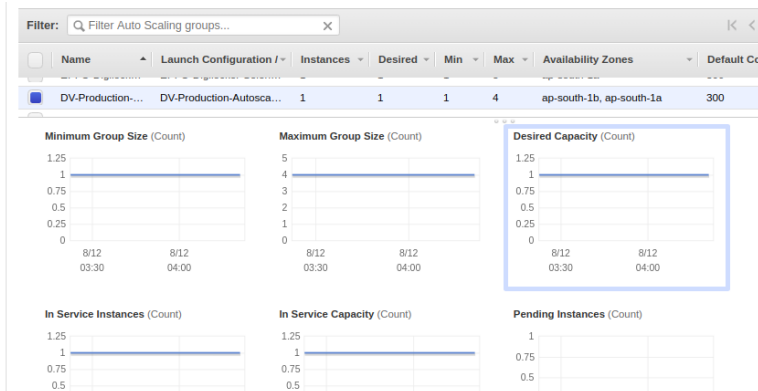 Filter: Filter Auto Scaling groups...
Name Launch Configuration / Instances Desired Min Max Availability Zones Default Co
DV-Production-... DV-Production-Autosca... 1 1 1 4 ap-south-1b, ap-south-1a 300
Minimum Group Size (Count) Maximum Group Size (Count) Desired Capacity (Count)
1.25 5 1.25
1 4 1
0.75 3 0.75
0.5 2 0.5
0.25 1 0.25
0 0 0
8/12 8/12 8/12 8/12 8/12 8/12
03:30 04:00 03:30 04:00 03:30 04:00
In Service Instances (Count) In Service Capacity (Count) Pending Instances (Count)
1.25 1.25 1
1 1
0.75 0.75 0.75
0.5 0.5 0.5